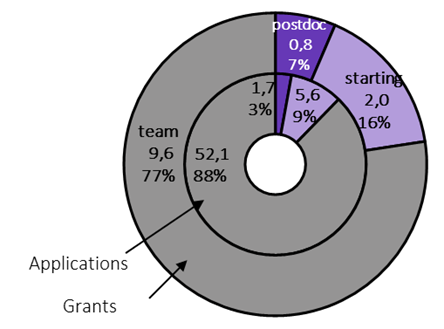 postdoc
0,8
7%
starting
2,0
16%
1,7
3%
5,6
9%
team
9,6
77%
52,1
88%
Applications
Grants